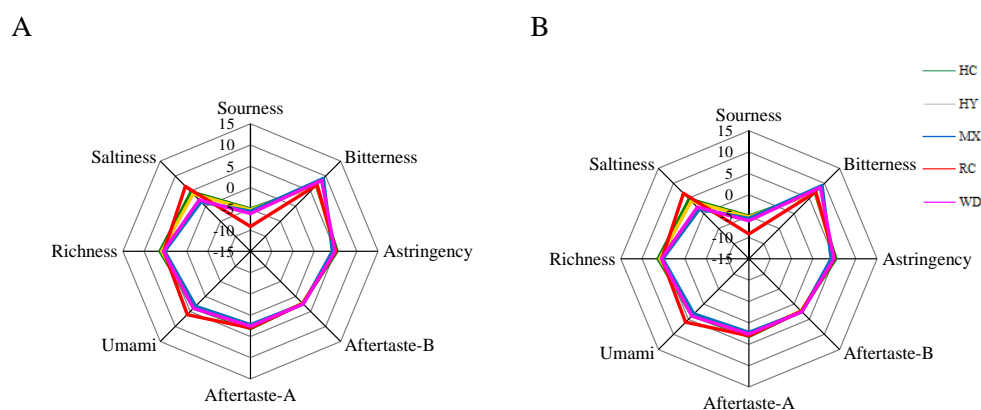 A
Sourness
15
10
5
0
-5
-10
-15
Bitterness
Astringency
Aftertaste-B
Aftertaste-A
Umami
Richness
Saltiness
B
Sourness
15
10
5
0
-5
-10
-15
Bitterness
Astringency
Aftertaste-B
Aftertaste-A
Umami
Richness
Saltiness
HC
HY
MX
RC
WD